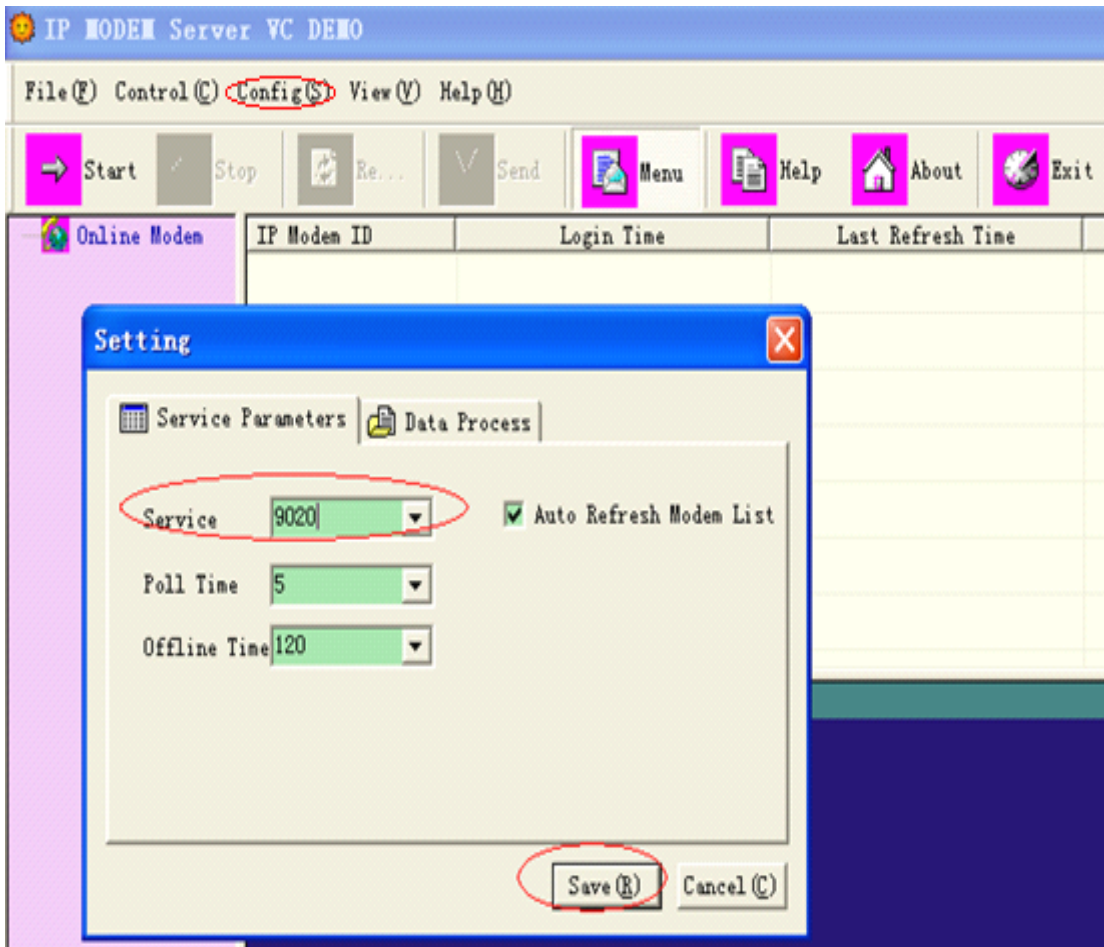 IP MODEM Server VC DEMO
File(F) Control(C) Config(S) View(V) Help(H)
Start Stop Re... Send Menu Help About Exit
Online Modem IP Modem ID Login Time Last Refresh Time
Setting
Service Parameters Data Process
Service 9020 Auto Refresh Modem List
Poll Time 5
Offline Time 120
Save(R) Cancel(C)